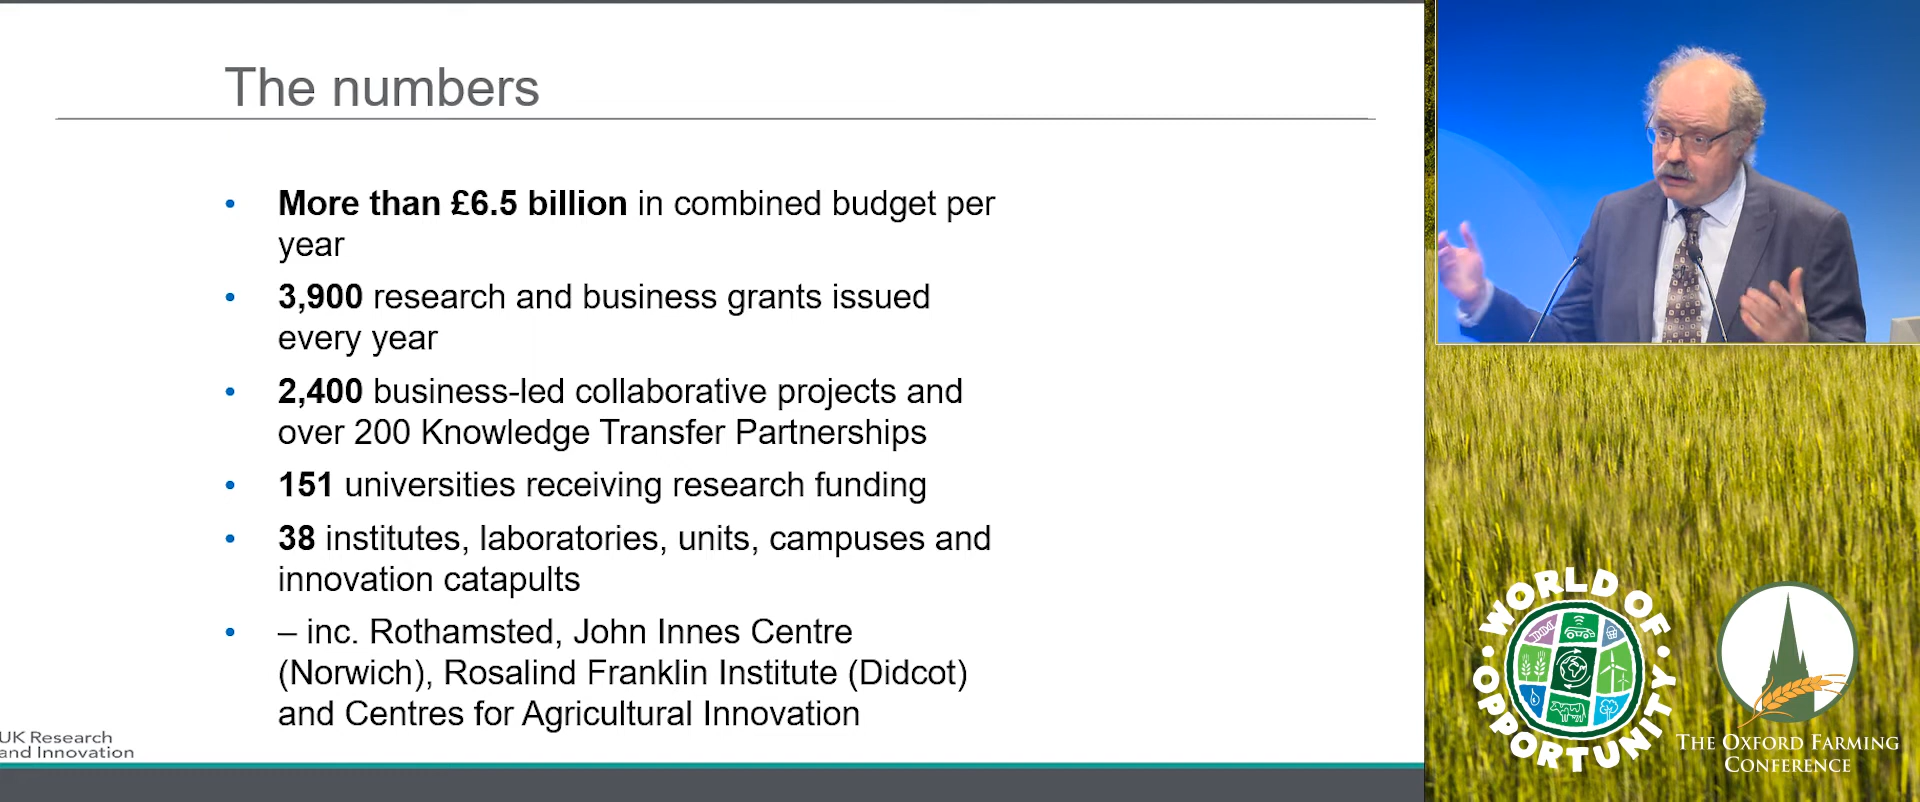 The numbers
• More than £6.5 billion in combined budget per
year
• 3,900 research and business grants issued
every year
• 2,400 business-led collaborative projects and
over 200 Knowledge Transfer Partnerships
• 151 universities receiving research funding
• 38 institutes, laboratories, units, campuses and
innovation catapults
• – inc. Rothamsted, John Innes Centre
(Norwich), Rosalind Franklin Institute (Didcot)
and Centres for Agricultural Innovation
UK Research
and Innovation
WORLD OF
OPPORTUNITY
THE OXFORD FARMING
CONFERENCE